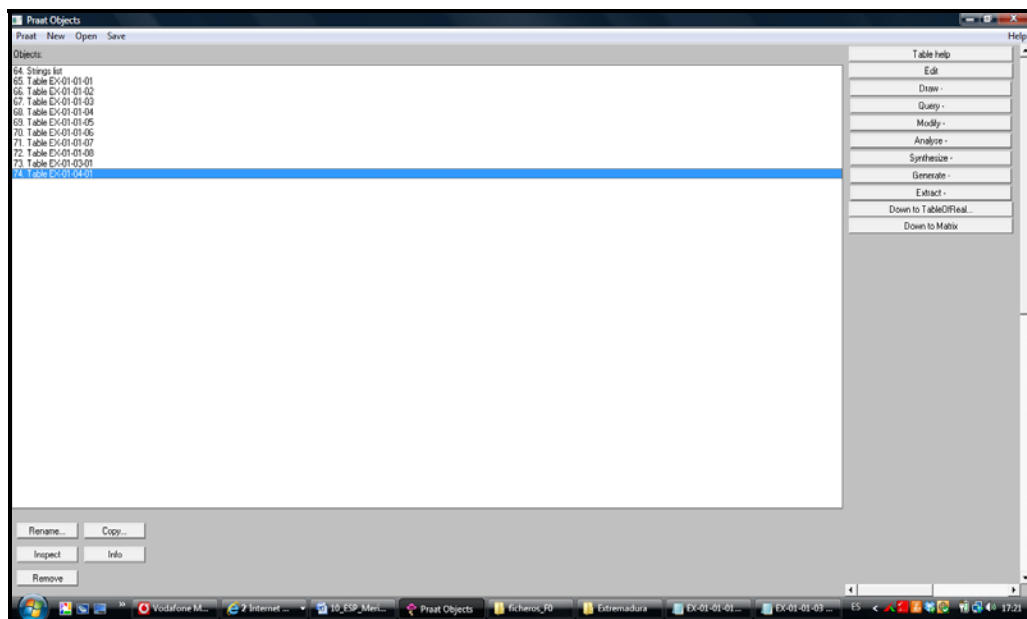 Praat Objects
Praat New Open Save Help
Objects:
64. Strings list
65. Table EX-01-01-01
66. Table EX-01-01-02
67. Table EX-01-01-03
68. Table EX-01-01-04
69. Table EX-01-01-05
70. Table EX-01-01-06
71. Table EX-01-01-07
72. Table EX-01-01-08
73. Table EX-01-03-01
74. Table EX-01-04-01
Table help
Edit
Draw -
Query -
Modify -
Analyse -
Synthesize -
Generate -
Extract -
Down to TableOfReal...
Down to Matrix
Rename... Copy...
Inspect Info
Remove
Vodafone M... 2 Internet ... 10_ESP_Meri... Praat Objects ficheros_F0 Extremadura EX-01-01-01... EX-01-01-03 ... ES 17:21